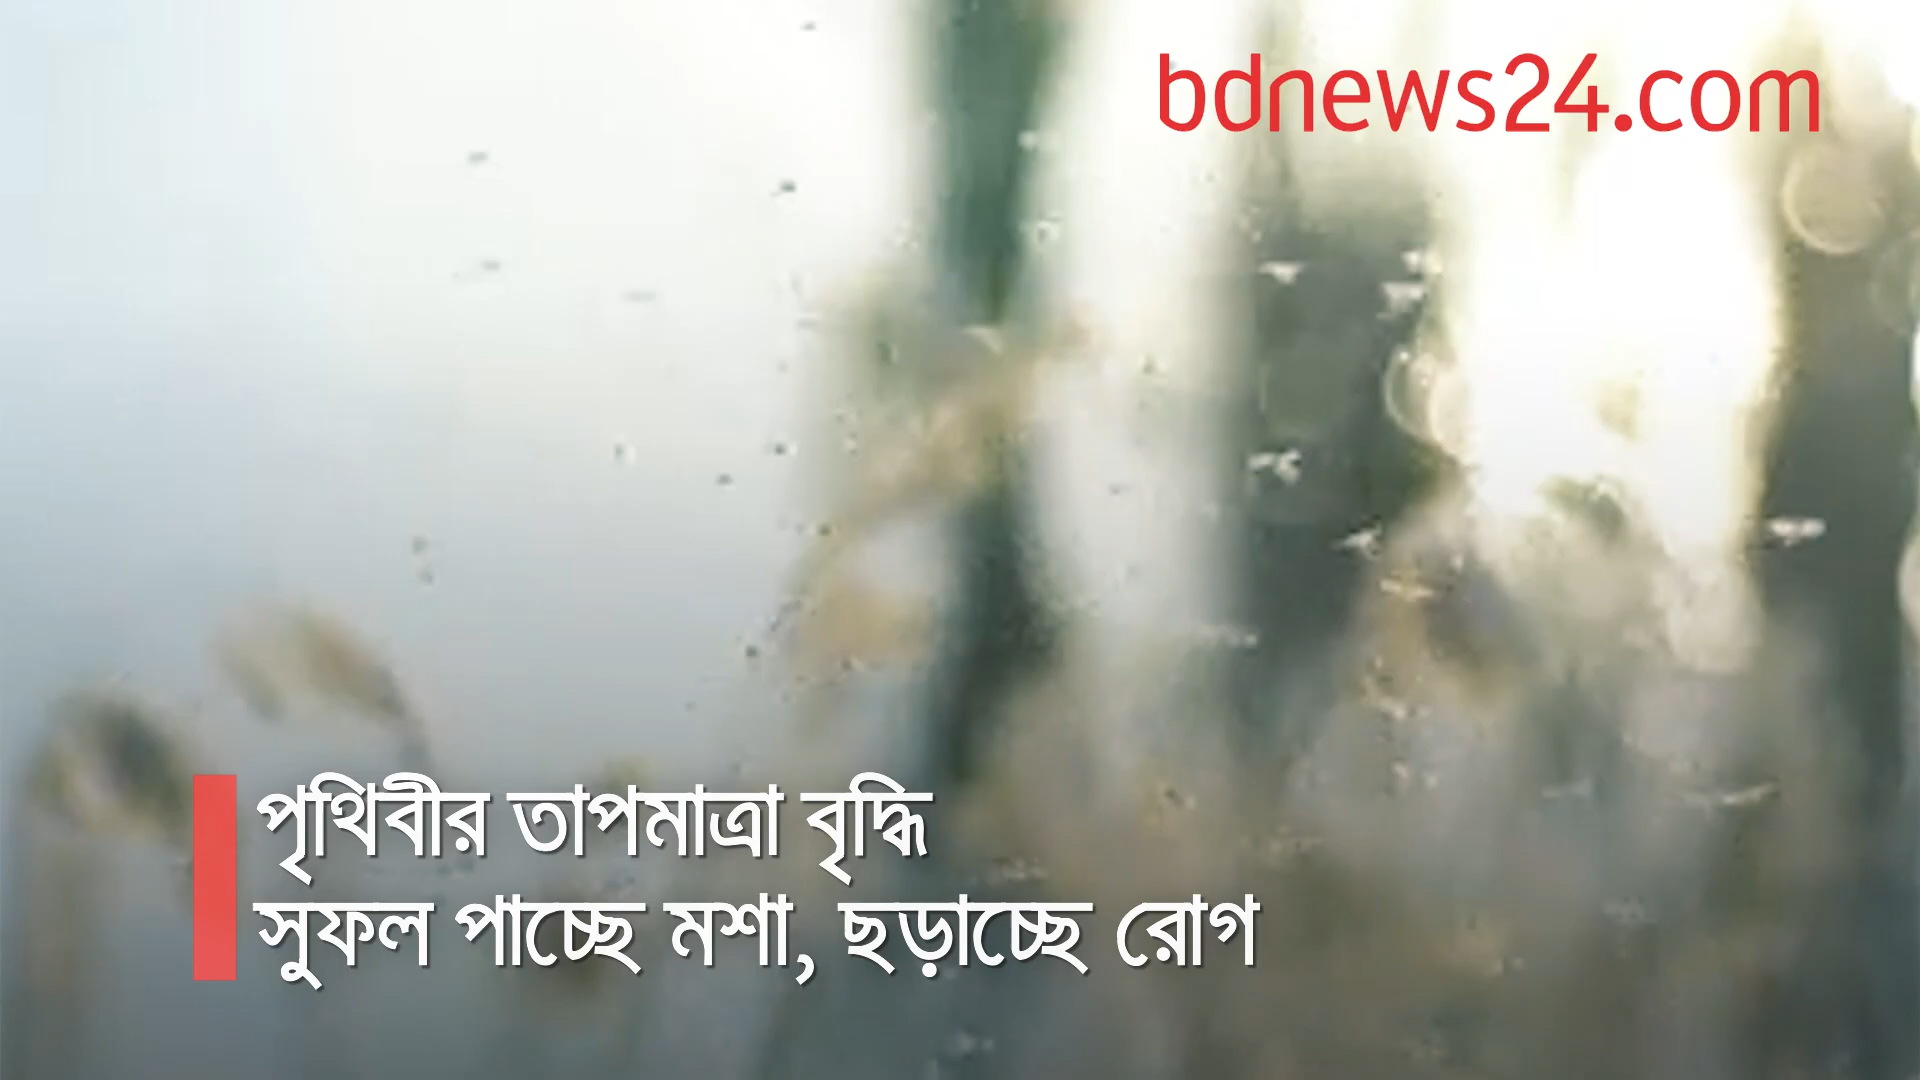 bdnews24.com
পৃথিবীর তাপমাত্রা বৃদ্ধি
সুফল পাচ্ছে মশা, ছড়াচ্ছে রোগ